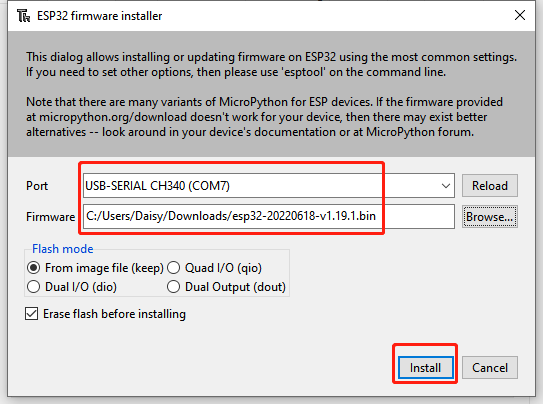 ESP32 firmware installer
This dialog allows installing or updating firmware on ESP32 using the most common settings.
If you need to set other options, then please use 'esptool' on the command line.
Note that there are many variants of MicroPython for ESP devices. If the firmware provided
at micropython.org/download doesn't work for your device, then there may exist better
alternatives -- look around in your device's documentation or at MicroPython forum.
Port USB-SERIAL CH340 (COM7) Reload
Firmware C:/Users/Daisy/Downloads/esp32-20220618-v1.19.1.bin Browse...
Flash mode
From image file (keep) Quad I/O (qio)
Dual I/O (dio) Dual Output (dout)
Erase flash before installing
Install Cancel